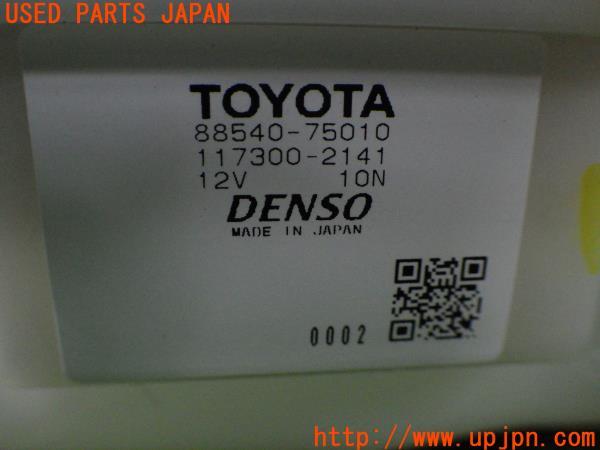 USED PARTS JAPAN
TOYOTA
88540-75010
117300-2141
12V 10N
DENSO
MADE IN JAPAN
0002
http://www.upjpn.com